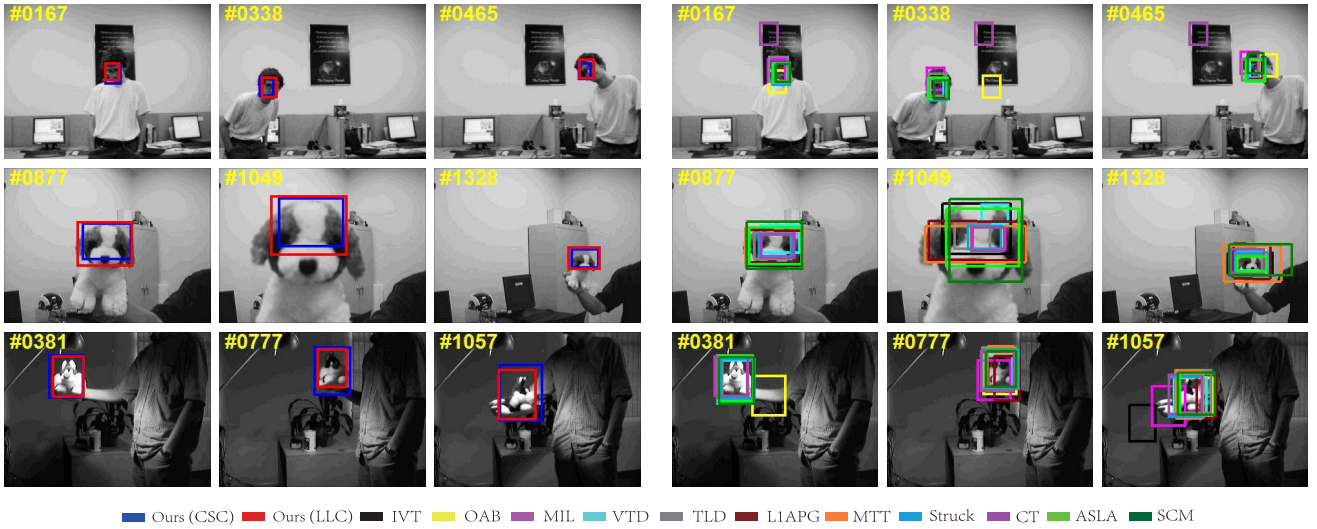 #0167 #0338 #0465 #0167 #0338 #0465
#0877 #1049 #1328 #0877 #1049 #1328
#0381 #0777 #1057 #0381 #0777 #1057
Ours (CSC) Ours (LLC) IVT OAB MIL VTD TLD L1APG MTT Struck CT ASLA SCM